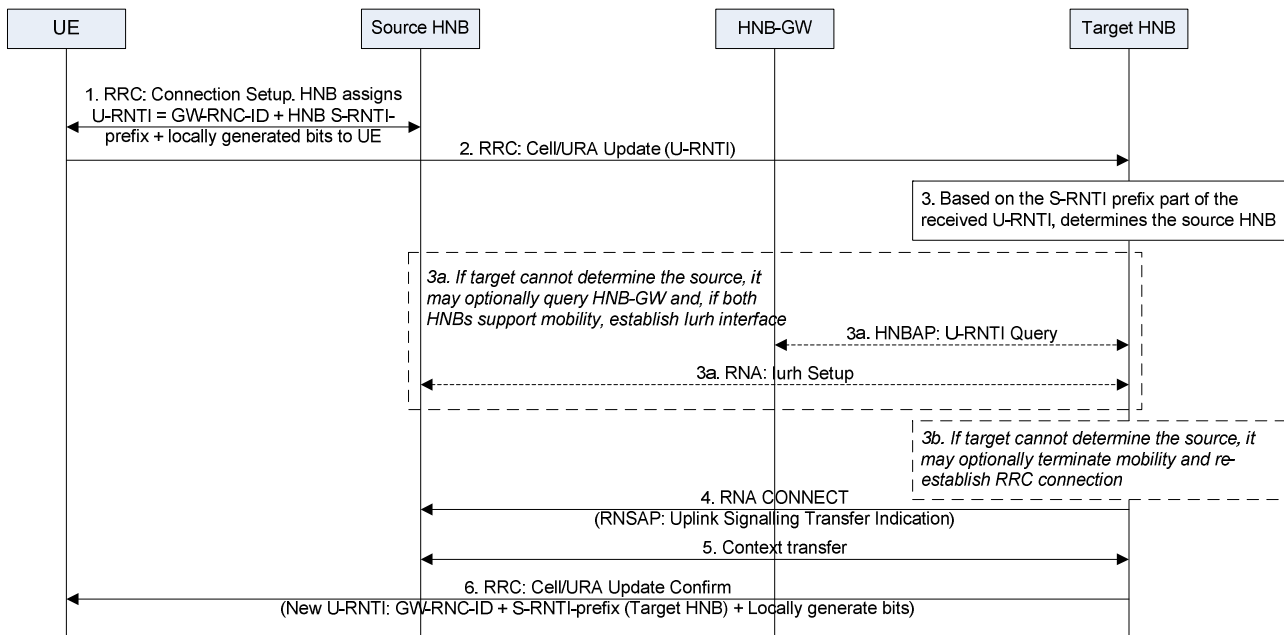 UE
Source HNB
HNB-GW
Target HNB
1. RRC: Connection Setup. HNB assigns
U-RNTI = GW-RNC-ID + HNB S-RNTI-
prefix + locally generated bits to UE
2. RRC: Cell/URA Update (U-RNTI)
3. Based on the S-RNTI prefix part of the
received U-RNTI, determines the source HNB
3a. If target cannot determine the source, it
may optionally query HNB-GW and, if both
HNBs support mobility, establish Iurh interface
3a. HNBAP: U-RNTI Query
3a. RNA: Iurh Setup
3b. If target cannot determine the source, it
may optionally terminate mobility and re-
establish RRC connection
4. RNA CONNECT
(RNSAP: Uplink Signalling Transfer Indication)
5. Context transfer
6. RRC: Cell/URA Update Confirm
(New U-RNTI: GW-RNC-ID + S-RNTI-prefix (Target HNB) + Locally generate bits)